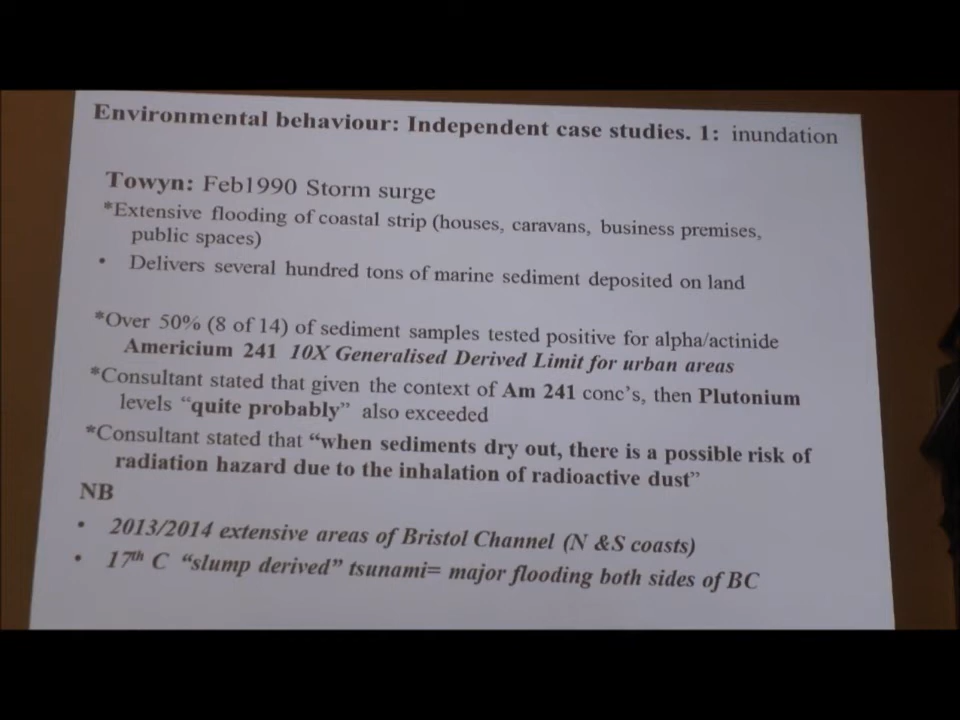 Environmental behaviour: Independent case studies. 1: inundation
Towyn: Feb1990 Storm surge
*Extensive flooding of coastal strip (houses, caravans, business premises,
public spaces)
• Delivers several hundred tons of marine sediment deposited on land
*Over 50% (8 of 14) of sediment samples tested positive for alpha/actinide
Americium 241 10X Generalised Derived Limit for urban areas
*Consultant stated that given the context of Am 241 conc’s, then Plutonium
levels “quite probably” also exceeded
*Consultant stated that “when sediments dry out, there is a possible risk of
radiation hazard due to the inhalation of radioactive dust”
NB
• 2013/2014 extensive areas of Bristol Channel (N &S coasts)
• 17th C “slump derived” tsunami= major flooding both sides of BC